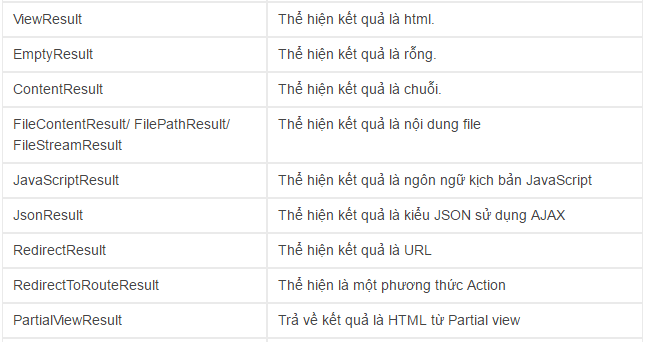 ViewResult
Thể hiện kết quả là html.
EmptyResult
Thể hiện kết quả là rỗng.
ContentResult
Thể hiện kết quả là chuỗi.
FileContentResult/ FilePathResult/
FileStreamResult
Thể hiện kết quả là nội dung file
JavaScriptResult
Thể hiện kết quả là ngôn ngữ kịch bản JavaScript
JsonResult
Thể hiện kết quả là kiểu JSON sử dụng AJAX
RedirectResult
Thể hiện kết quả là URL
RedirectToRouteResult
Thể hiện là một phương thức Action
PartialViewResult
Trả về kết quả là HTML từ Partial view